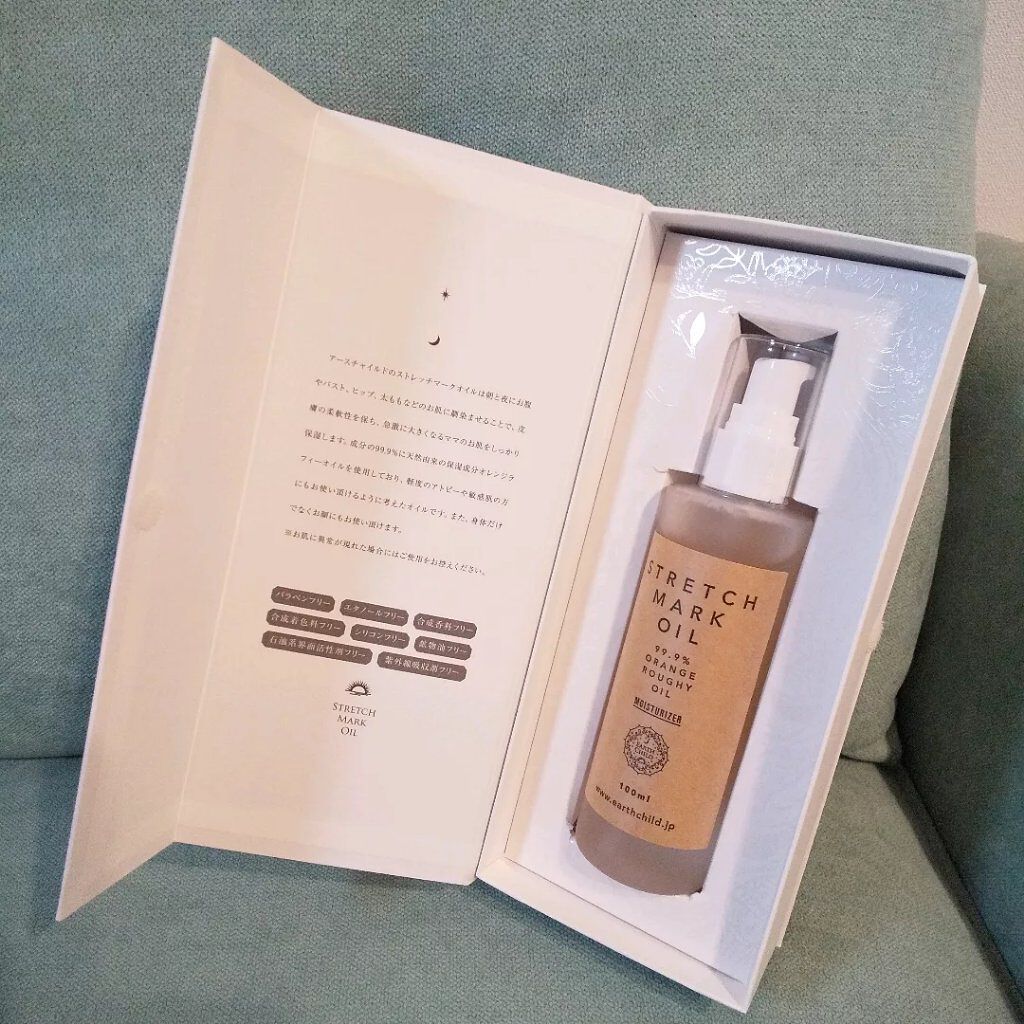 アースチャイルドのストレッチマークオイルは朝と夜にお腹
やバスト、ヒップ、太ももなどのお肌に馴染ませることで、皮
膚の柔軟性を保ち、急激に大きくなるママのお肌をしっかり
保湿します。成分の99.9%に天然由来の保湿成分オレンジラ
フィーオイルを使用しており、軽度のアトピーや敏感肌の方
にもお使い頂けるように考えたオイルです。また、身体だけ
でなくお顔にもお使い頂けます。
※お肌に異常が現れた場合にはご使用をお控えください。
パラベンフリー エタノールフリー 合成香料フリー
合成着色料フリー シリコンフリー 鉱物油フリー
石油系界面活性剤フリー 紫外線吸収剤フリー
STRETCH
MARK
OIL
STRETCH
MARK
OIL
99.9%
ORANGE
ROUGHY
OIL
MOISTURIZER
EARTH
CHILD
100ml
www.earthchild.jp